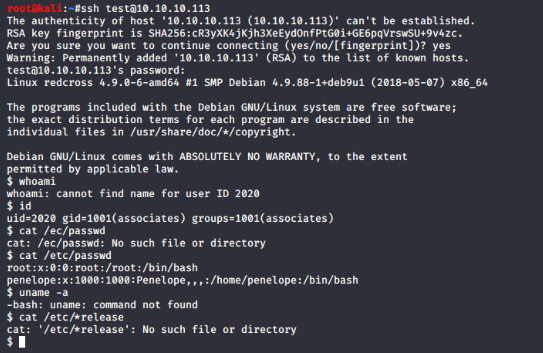 root@kali:~#ssh test@10.10.10.113
The authenticity of host '10.10.10.113 (10.10.10.113)' can't be established.
RSA key fingerprint is SHA256:cR3yXK4jKjh3XeEydOnfPtG0i+GE6pqVrswSU+9v4zc.
Are you sure you want to continue connecting (yes/no/[fingerprint])? yes
Warning: Permanently added '10.10.10.113' (RSA) to the list of known hosts.
test@10.10.10.113's password:
Linux redcross 4.9.0-6-amd64 #1 SMP Debian 4.9.88-1+deb9u1 (2018-05-07) x86_64

The programs included with the Debian GNU/Linux system are free software;
the exact distribution terms for each program are described in the
individual files in /usr/share/doc/*/copyright.

Debian GNU/Linux comes with ABSOLUTELY NO WARRANTY, to the extent
permitted by applicable law.
$ whoami
whoami: cannot find name for user ID 2020
$ id
uid=2020 gid=1001(associates) groups=1001(associates)
$ cat /ec/passwd
cat: /ec/passwd: No such file or directory
$ cat /etc/passwd
root:x:0:0:root:/root:/bin/bash
penelope:x:1000:1000:Penelope,,,:/home/penelope:/bin/bash
$ uname -a
-bash: uname: command not found
$ cat /etc/*release
cat: '/etc/*release': No such file or directory
$